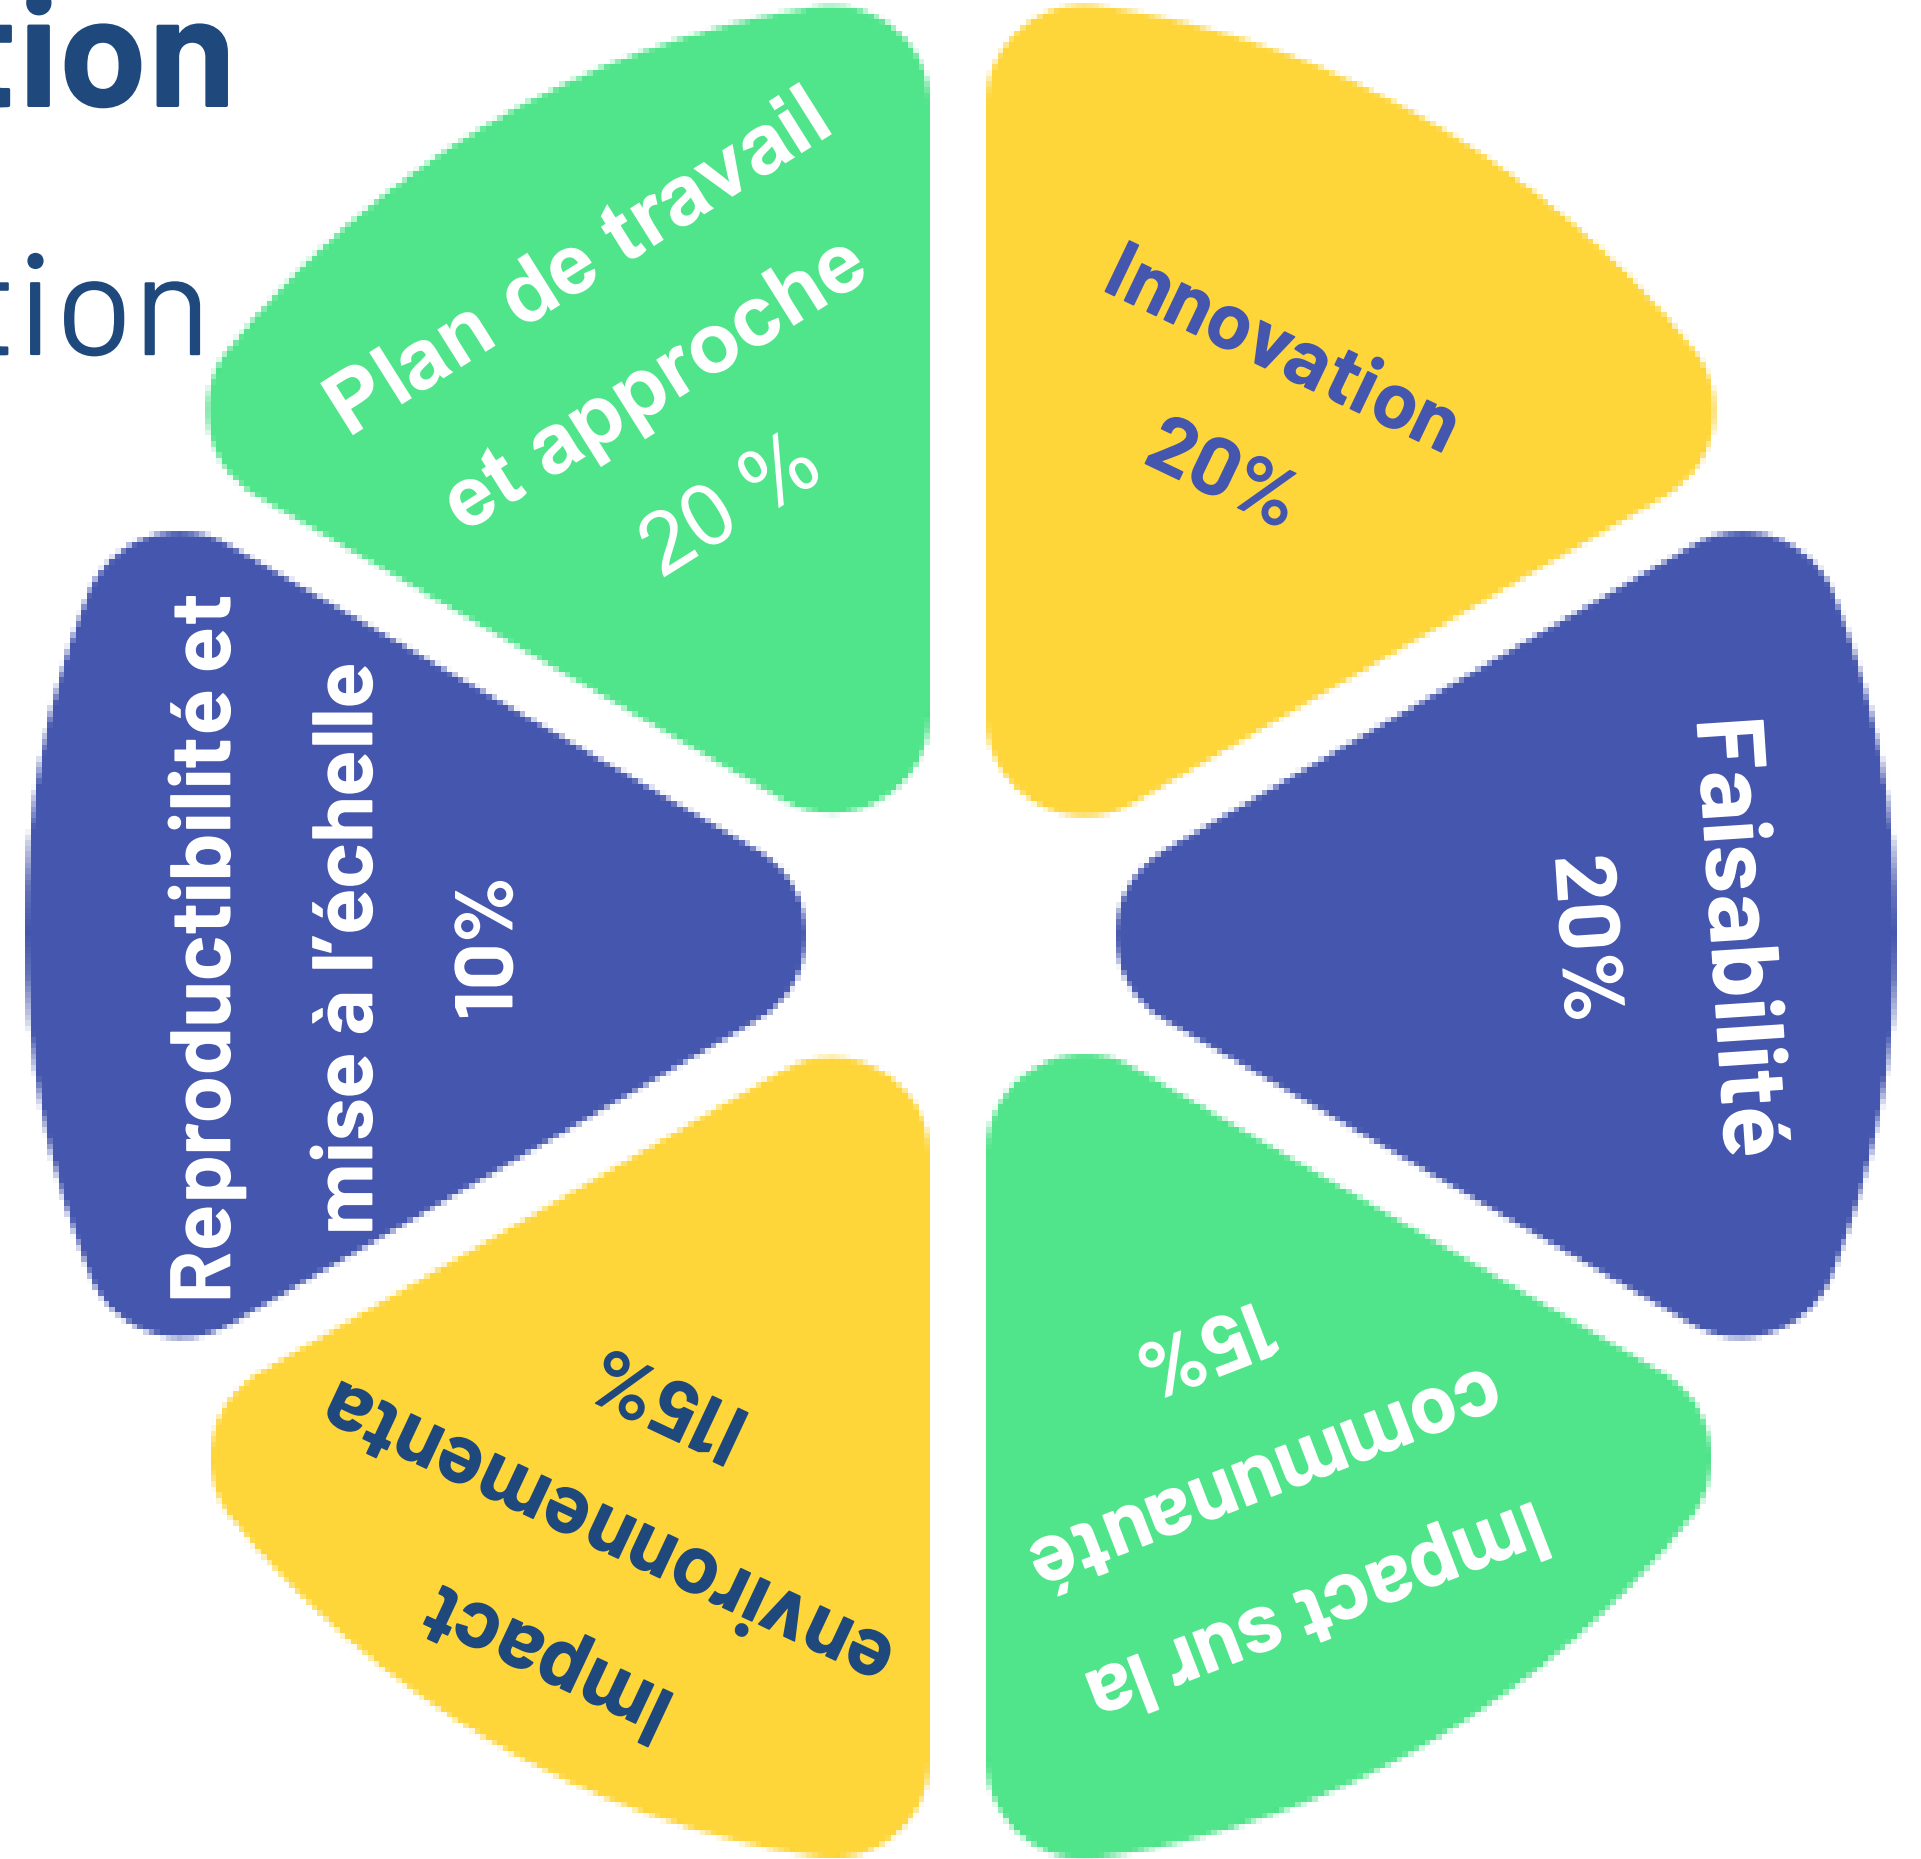 tion
tion
Plan de travail
et approche
20 %
Innovation
20%
Faisabilité
20%
Impact sur la
communauté
15%
Impact
environnementa
l15%
Reproductibilité et
mise à l’échelle
10%